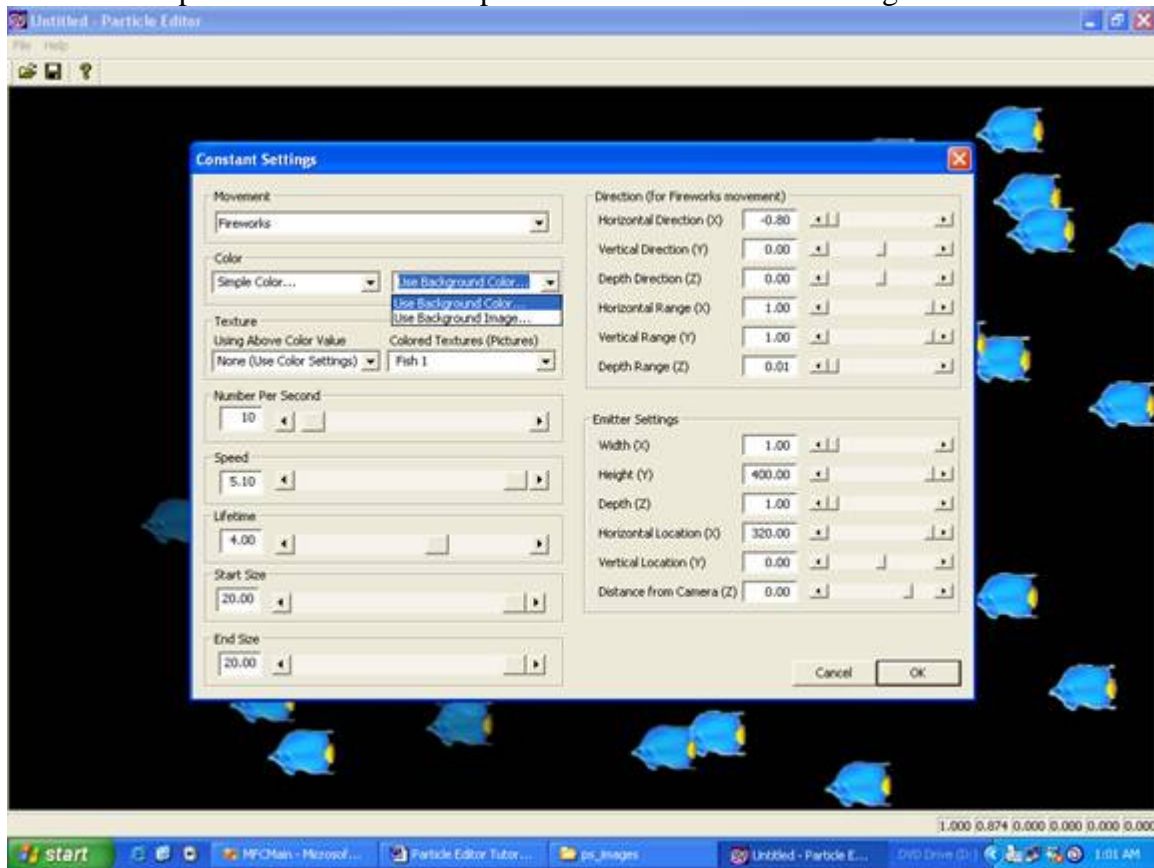 Untitled - Particle Editor
File Help
Constant Settings
Movement
Fireworks
Color
Simple Color...
Use Background Color...
Use Background Color...
Use Background Image...
Texture
Using Above Color Value
Colored Textures (Pictures)
None (Use Color Settings)
Fish 1
Number Per Second
10
Speed
5.10
Lifetime
4.00
Start Size
20.00
End Size
20.00
Direction (for Fireworks movement)
Horizontal Direction (X) -0.80
Vertical Direction (Y) 0.00
Depth Direction (Z) 0.00
Horizontal Range (X) 1.00
Vertical Range (Y) 1.00
Depth Range (Z) 0.01
Emitter Settings
Width (X) 1.00
Height (Y) 400.00
Depth (Z) 1.00
Horizontal Location (X) 320.00
Vertical Location (Y) 0.00
Distance from Camera (Z) 0.00
Cancel OK
1.000 0.874 0.000 0.000 0.000 0.000
start MFCMain - Microsof... Particle Editor Tutor... ps_images Untitled - Particle E... DVD Drive (D:) 1:01 AM